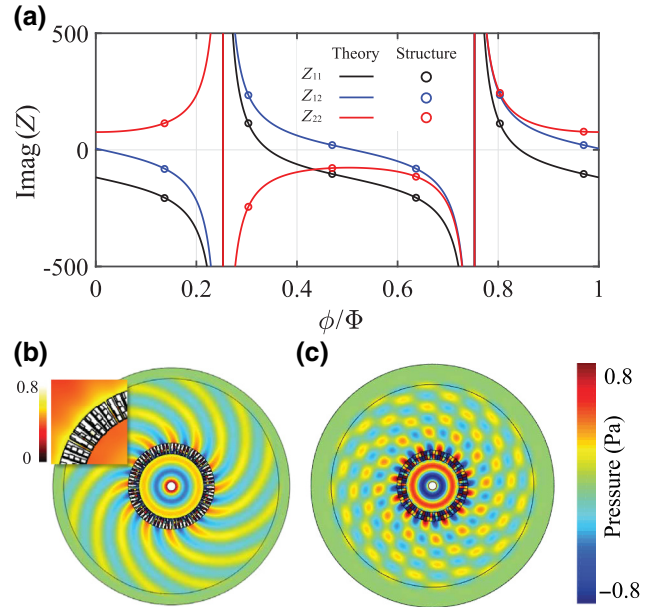 (a)
500
0
-500
Imag (Z)
Theory Structure
Z11
Z12
Z22
0 0.2 0.4 0.6 0.8 1
ϕ/Φ
(b)
0.8
0
(c)
0.8
Pressure (Pa)
−0.8